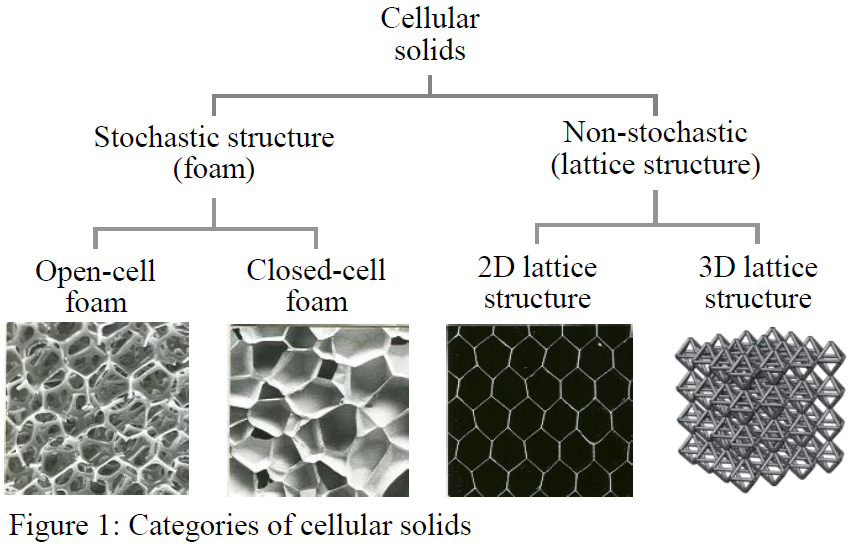 Cellular
solids
Stochastic structure
(foam)
Non-stochastic
(lattice structure)
Open-cell
foam
Closed-cell
foam
2D lattice
structure
3D lattice
structure
Figure 1: Categories of cellular solids